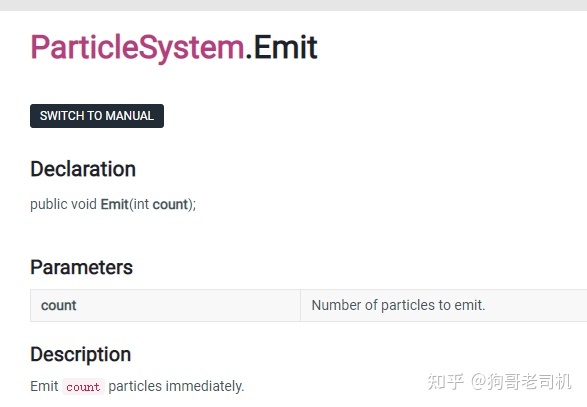 ParticleSystem.Emit
SWITCH TO MANUAL
Declaration
public void Emit(int count);
Parameters
count Number of particles to emit.
Description
Emit count particles immediately.
知乎 @狗哥老司机